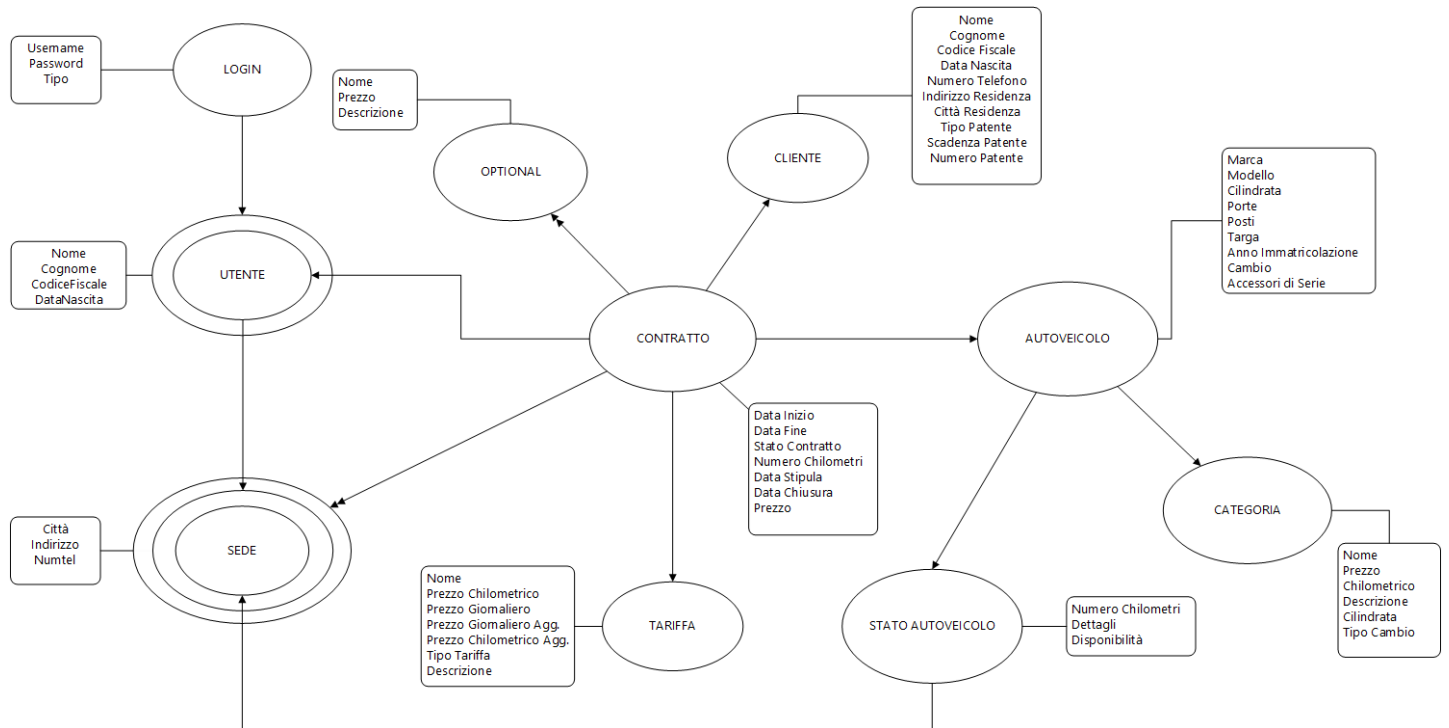 Username
Password
Tipo
LOGIN
Nome
Prezzo
Descrizione
OPTIONAL
Nome
Cognome
Codice Fiscale
Data Nascita
Numero Telefono
Indirizzo Residenza
Città Residenza
Tipo Patente
Scadenza Patente
Numero Patente
CLIENTE
Marca
Modello
Cilindrata
Porte
Posti
Targa
Anno Immatricolazione
Cambio
Accessori di Serie
Nome
Cognome
CodiceFiscale
DataNascita
UTENTE
CONTRATTO
AUTOVEICOLO
Data Inizio
Data Fine
Stato Contratto
Numero Chilometri
Data Stipula
Data Chiusura
Prezzo
Città
Indirizzo
Numtel
SEDE
CATEGORIA
Nome
Prezzo
Chilometrico
Descrizione
Cilindrata
Tipo Cambio
Nome
Prezzo Chilometrico
Prezzo Giornaliero
Prezzo Giornaliero Agg.
Prezzo Chilometrico Agg.
Tipo Tariffa
Descrizione
TARIFFA
STATO AUTOVEICOLO
Numero Chilometri
Dettagli
Disponibilità